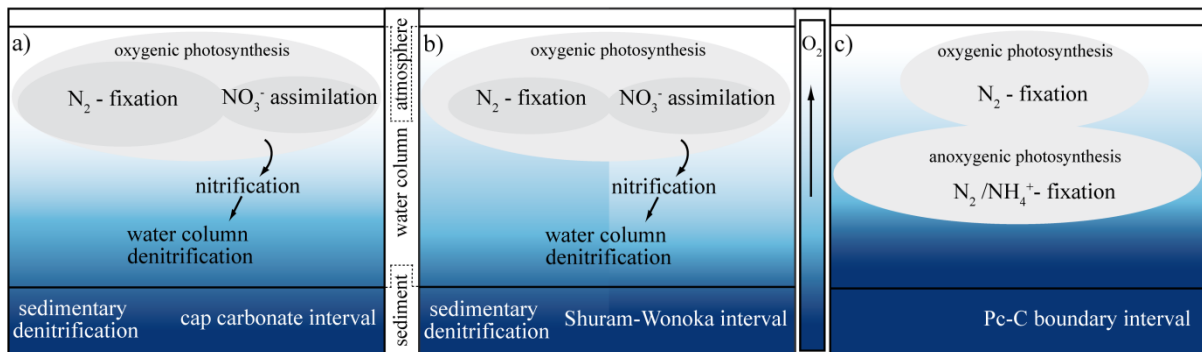 a)
oxygenic photosynthesis
N₂ - fixation
NO₃⁻ assimilation
nitrification
water column
denitrification
sedimentary
denitrification
cap carbonate interval
atmosphere
water column
sediment
b)
oxygenic photosynthesis
N₂ - fixation
NO₃⁻ assimilation
nitrification
water column
denitrification
sedimentary
denitrification
Shuram-Wonoka interval
O₂
c)
oxygenic photosynthesis
N₂ - fixation
anoxygenic photosynthesis
N₂ /NH₄⁺- fixation
Pc-C boundary interval